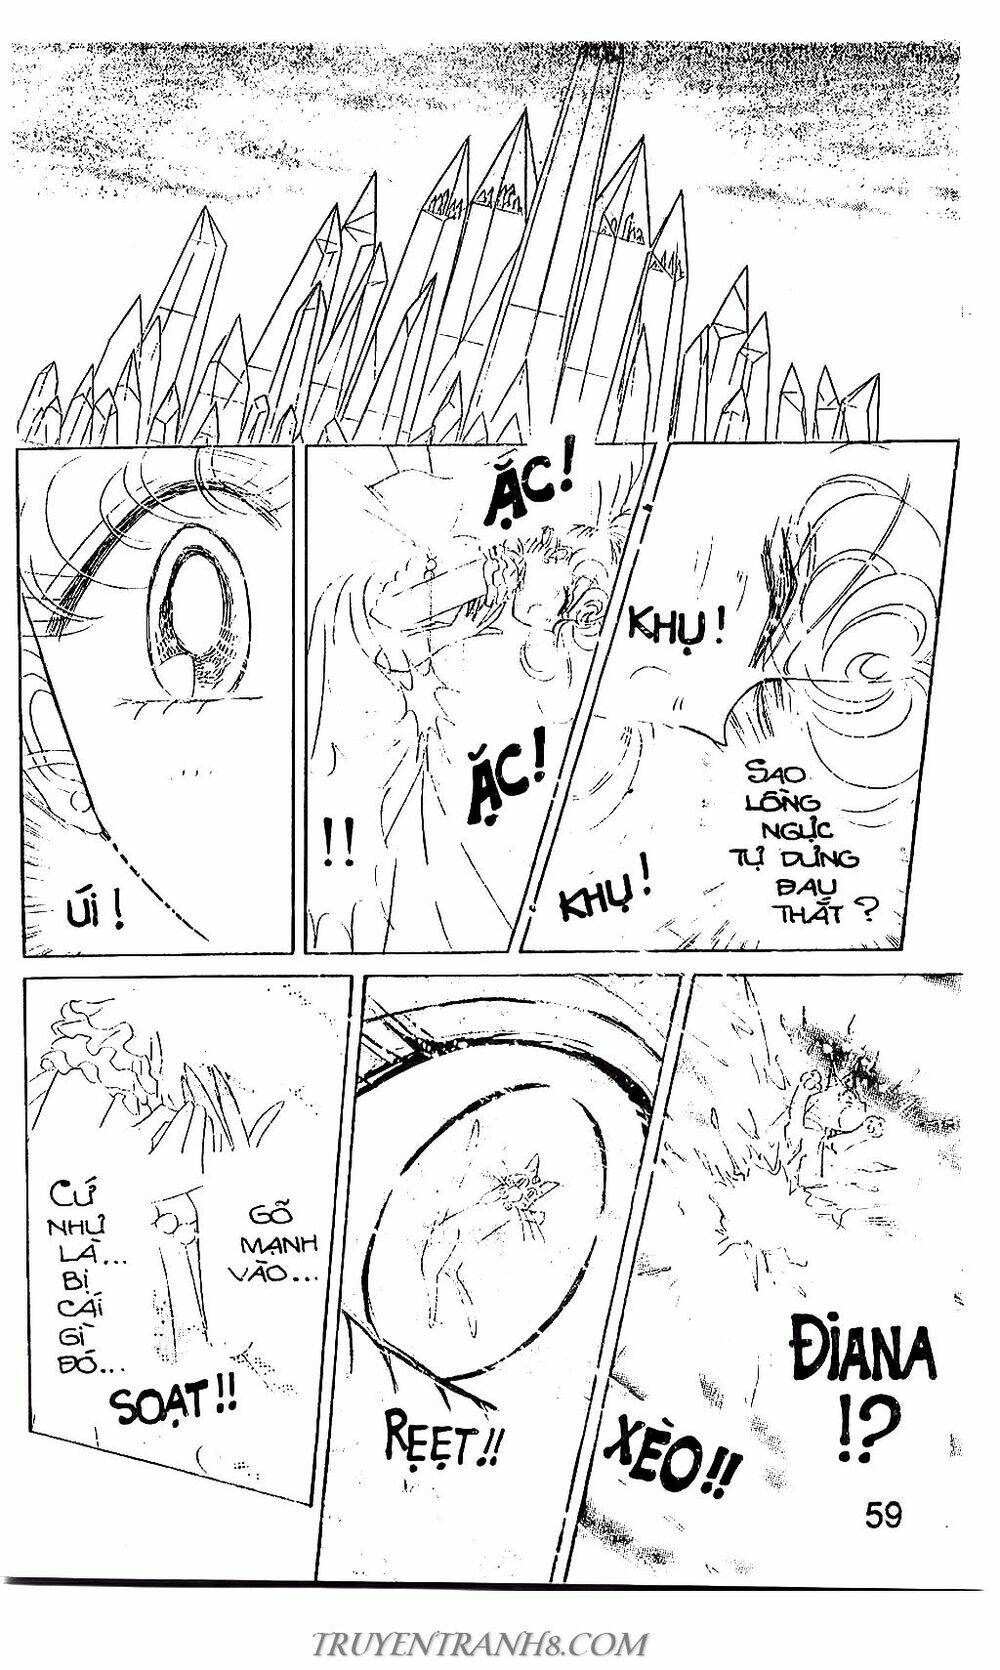 ÚI!
ẶC!
ẶC!
!!
KHỤ!
SAO
LỒNG
NGỰC
TỰ DƯNG
ĐAU
THẮT?
KHỤ!
CỨ
NHƯ
LÀ...
BỊ
CÁI
GÌ
ĐÓ...
GÕ
MẠNH
VÀO...
SOẠT!!
RẸẸT!!
XÈO!!
ĐIANA
!?
59
TRUYENTRANH8.COM